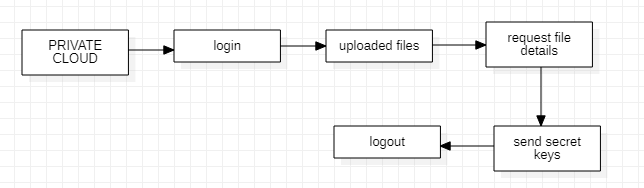 PRIVATE
CLOUD
login
uploaded files
request file
details
send secret
keys
logout